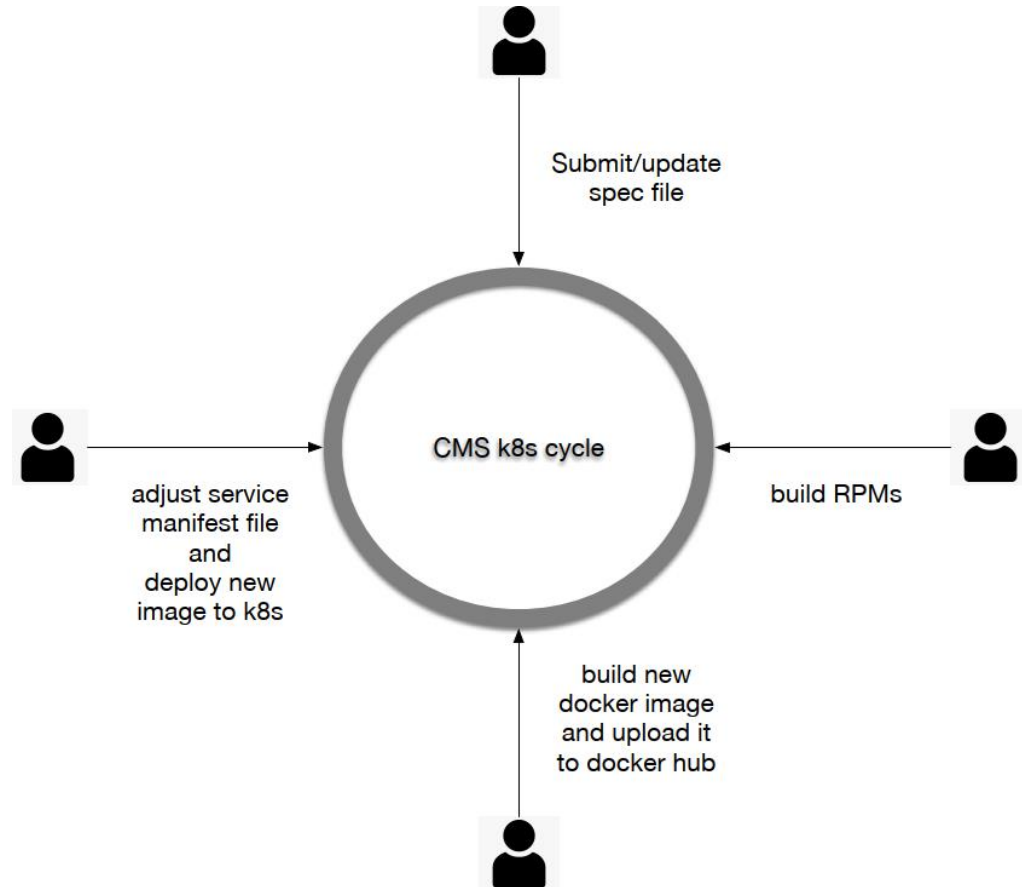 Submit/update
spec file
CMS k8s cycle
adjust service
manifest file
and
deploy new
image to k8s
build RPMs
build new
docker image
and upload it
to docker hub